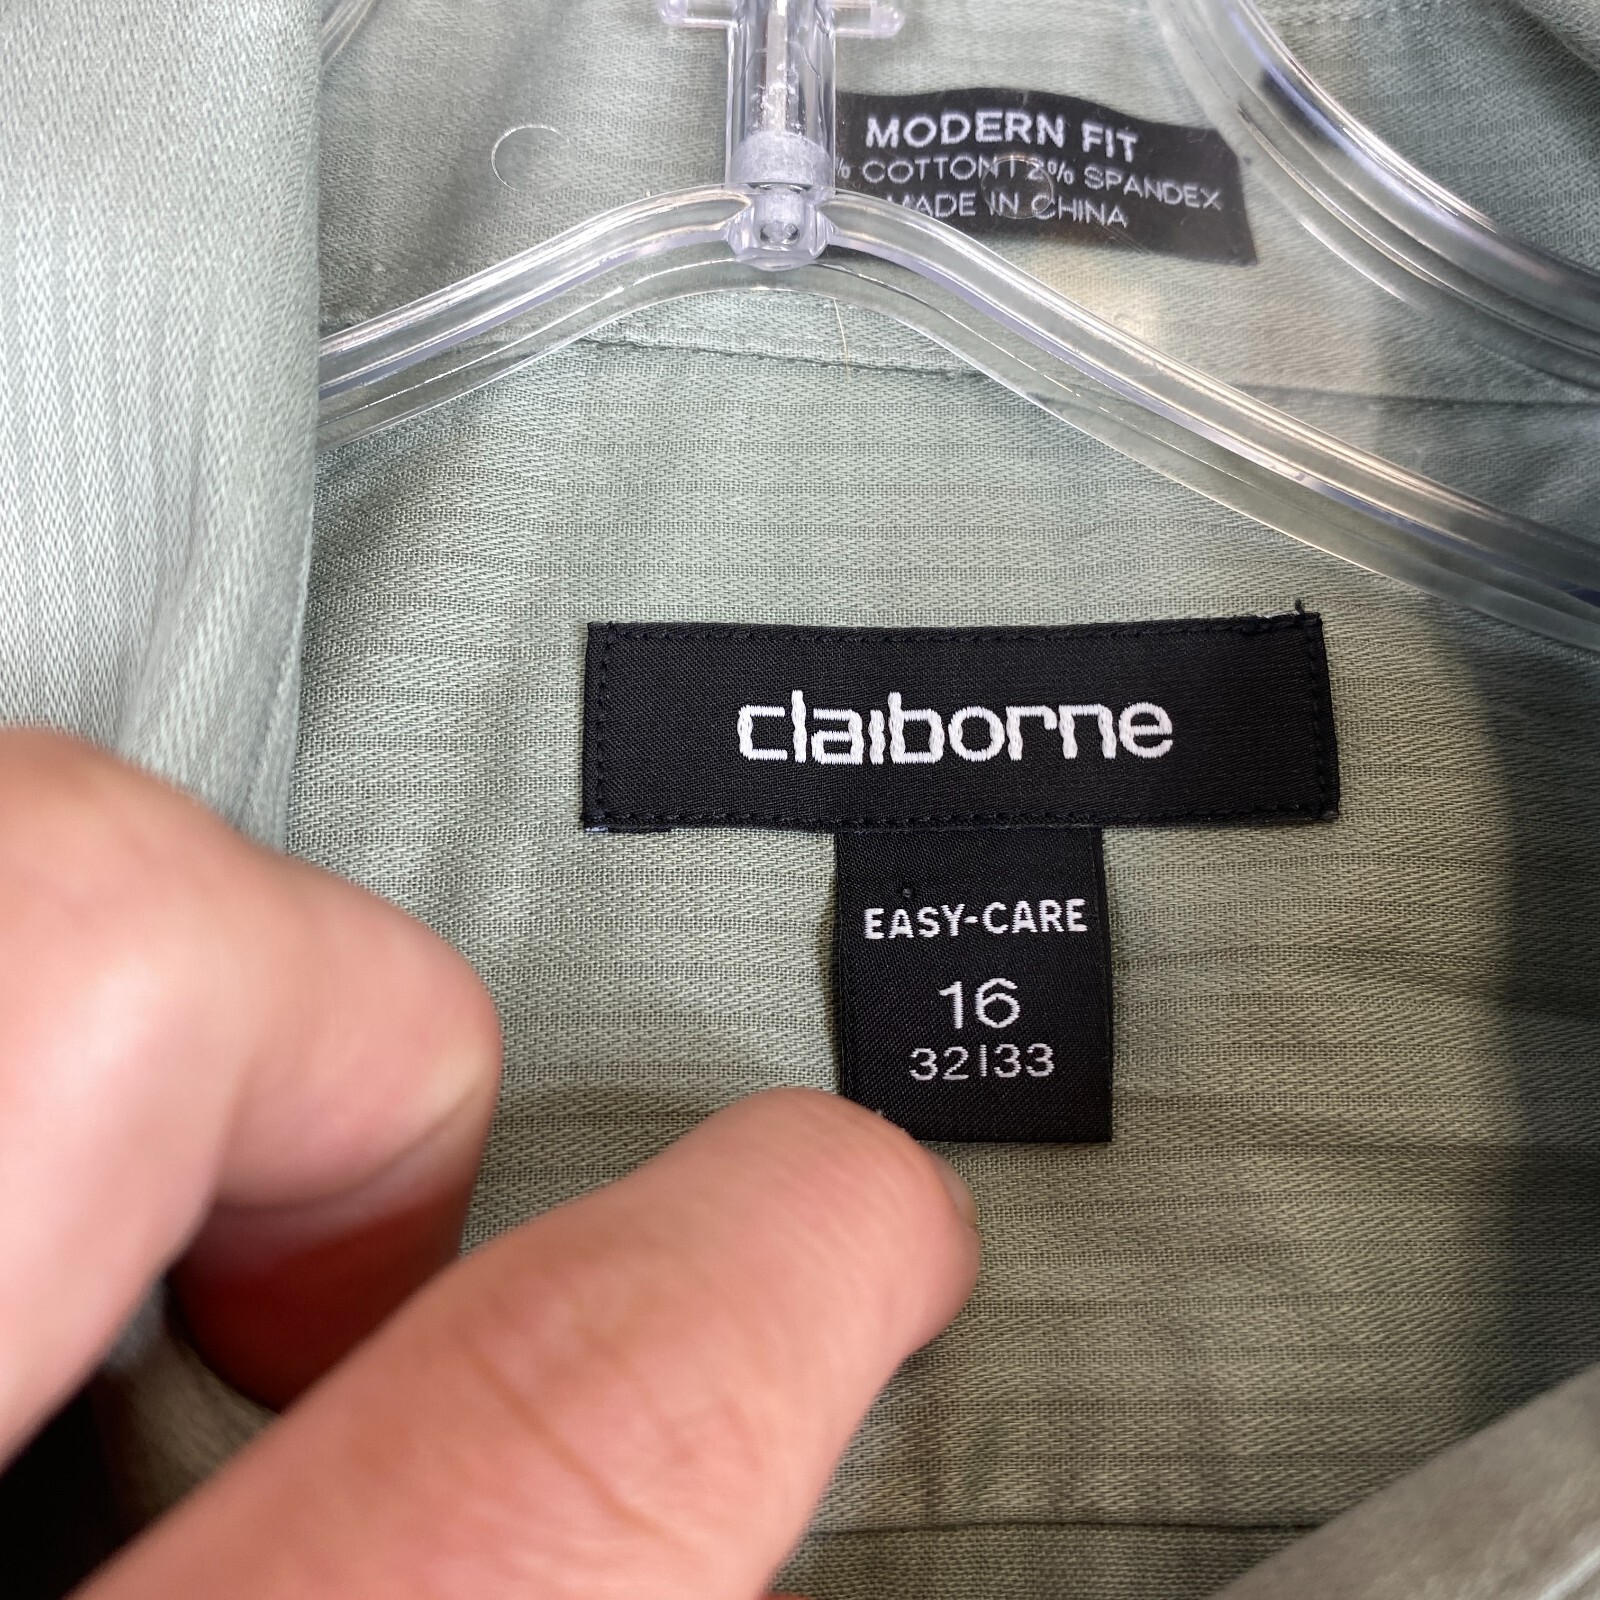 MODERN FIT
% COTTON | 2% SPANDEX
MADE IN CHINA
claiborne
EASY-CARE
16
32|33